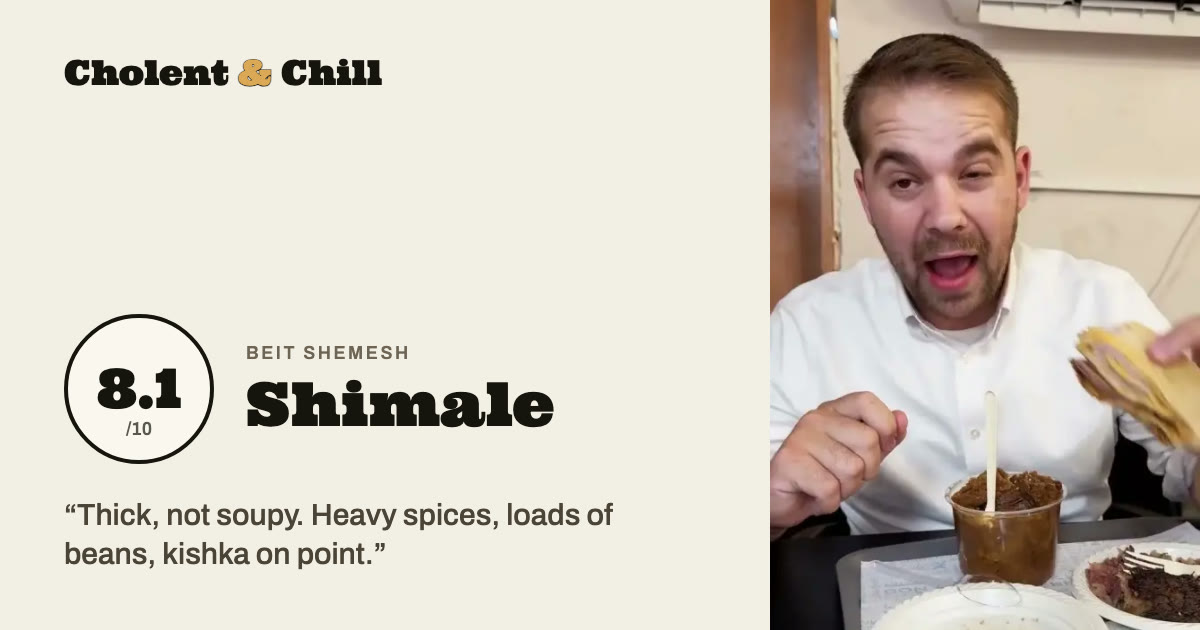 Cholent & Chill
8.1
/10
BEIT SHEMESH
Shimale
“Thick, not soupy. Heavy spices, loads of
beans, kishka on point.”